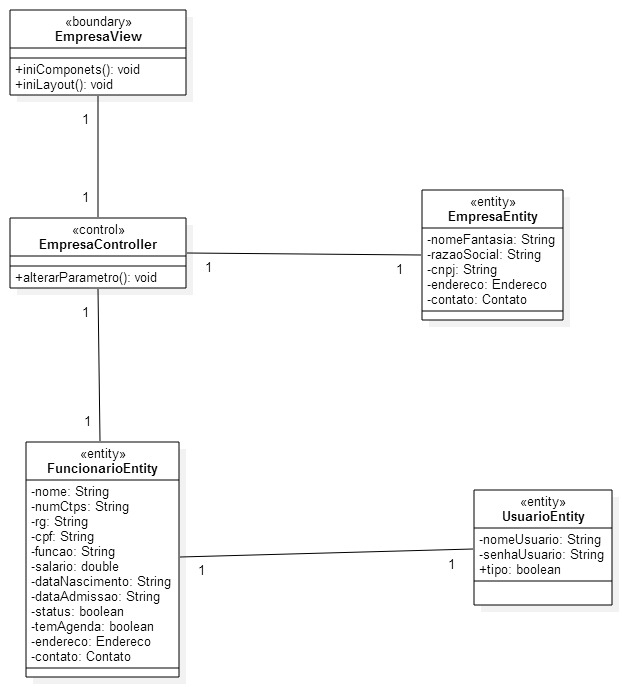 «boundary»
EmpresaView
+iniComponets(): void
+iniLayout(): void
1
1
«control»
EmpresaController
+alterarParametro(): void
1
1
«entity»
EmpresaEntity
-nomeFantasia: String
-razaoSocial: String
-cnpj: String
-endereco: Endereco
-contato: Contato
1
1
«entity»
FuncionarioEntity
-nome: String
-numCtps: String
-rg: String
-cpf: String
-funcao: String
-salario: double
-dataNascimento: String
-dataAdmissao: String
-status: boolean
-temAgenda: boolean
-endereco: Endereco
-contato: Contato
1
1
«entity»
UsuarioEntity
-nomeUsuario: String
-senhaUsuario: String
+tipo: boolean